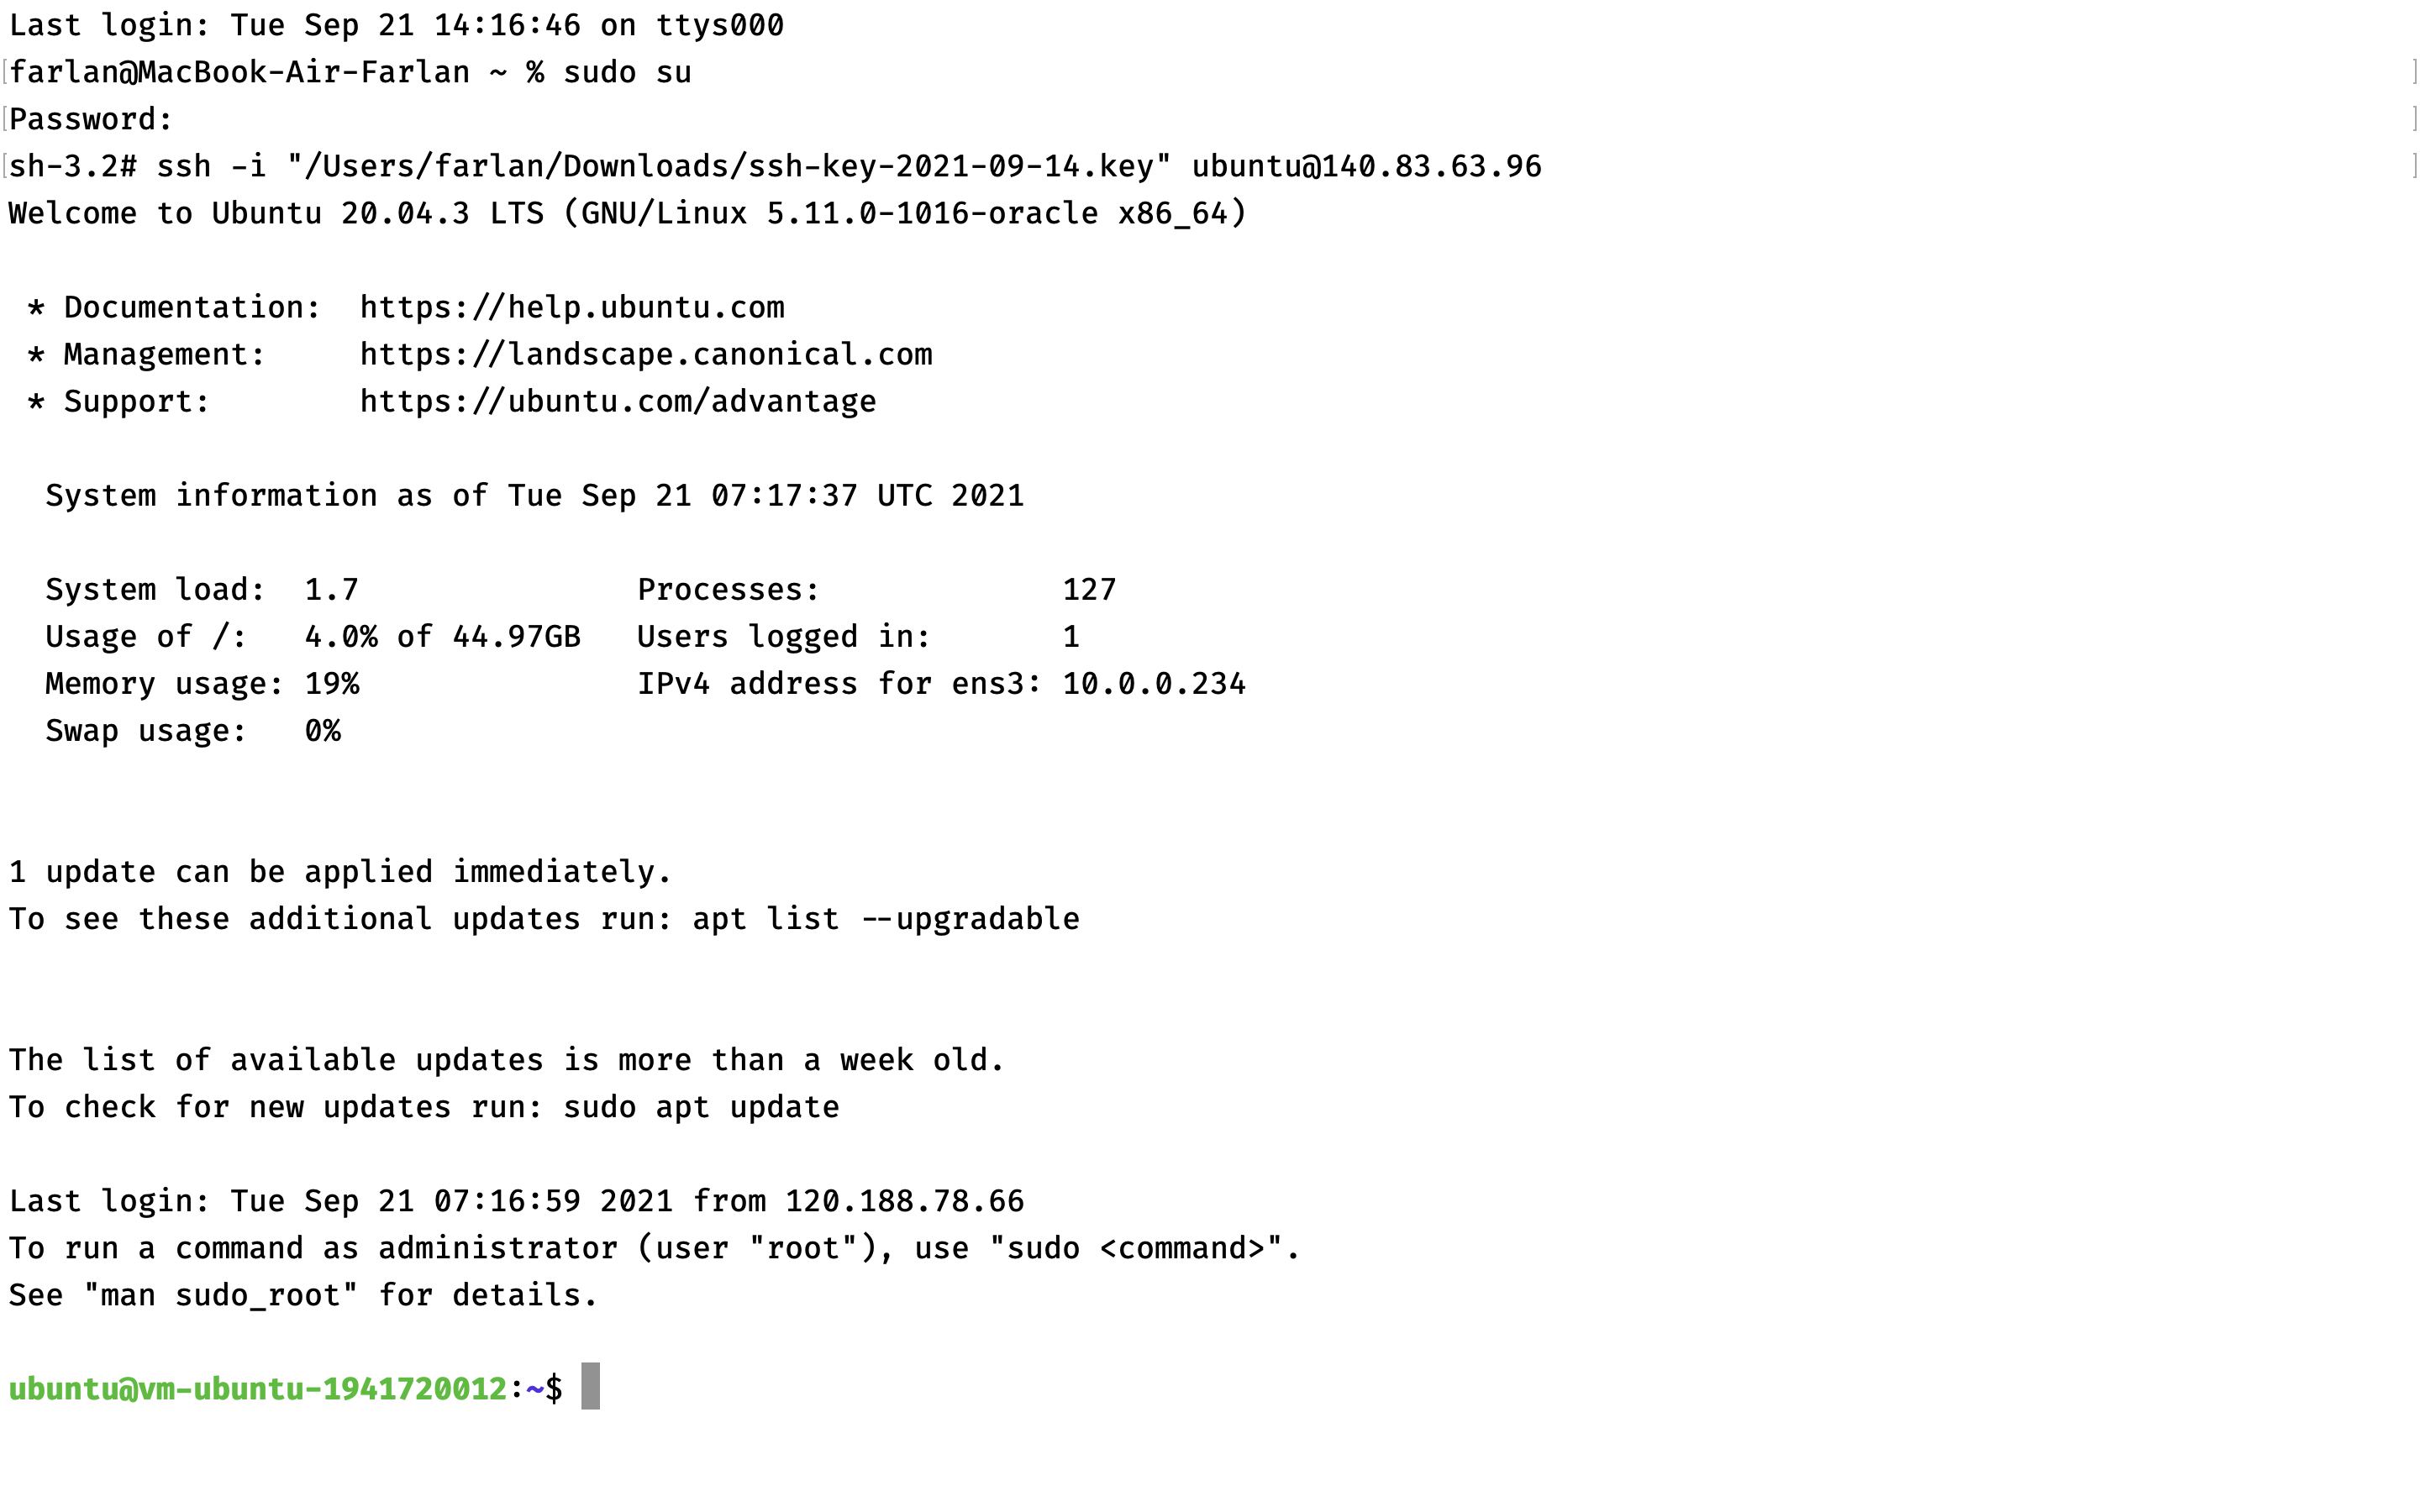 Last login: Tue Sep 21 14:16:46 on ttys000
[farlan@MacBook-Air-Farlan ~ % sudo su ]
[Password: ]
[sh-3.2# ssh -i "/Users/farlan/Downloads/ssh-key-2021-09-14.key" ubuntu@140.83.63.96 ]
Welcome to Ubuntu 20.04.3 LTS (GNU/Linux 5.11.0-1016-oracle x86_64)

 * Documentation:  https://help.ubuntu.com
 * Management:     https://landscape.canonical.com
 * Support:        https://ubuntu.com/advantage

  System information as of Tue Sep 21 07:17:37 UTC 2021

  System load:  1.7               Processes:             127
  Usage of /:   4.0% of 44.97GB   Users logged in:       1
  Memory usage: 19%               IPv4 address for ens3: 10.0.0.234
  Swap usage:   0%


1 update can be applied immediately.
To see these additional updates run: apt list --upgradable


The list of available updates is more than a week old.
To check for new updates run: sudo apt update

Last login: Tue Sep 21 07:16:59 2021 from 120.188.78.66
To run a command as administrator (user "root"), use "sudo <command>".
See "man sudo_root" for details.

ubuntu@vm-ubuntu-1941720012:~$